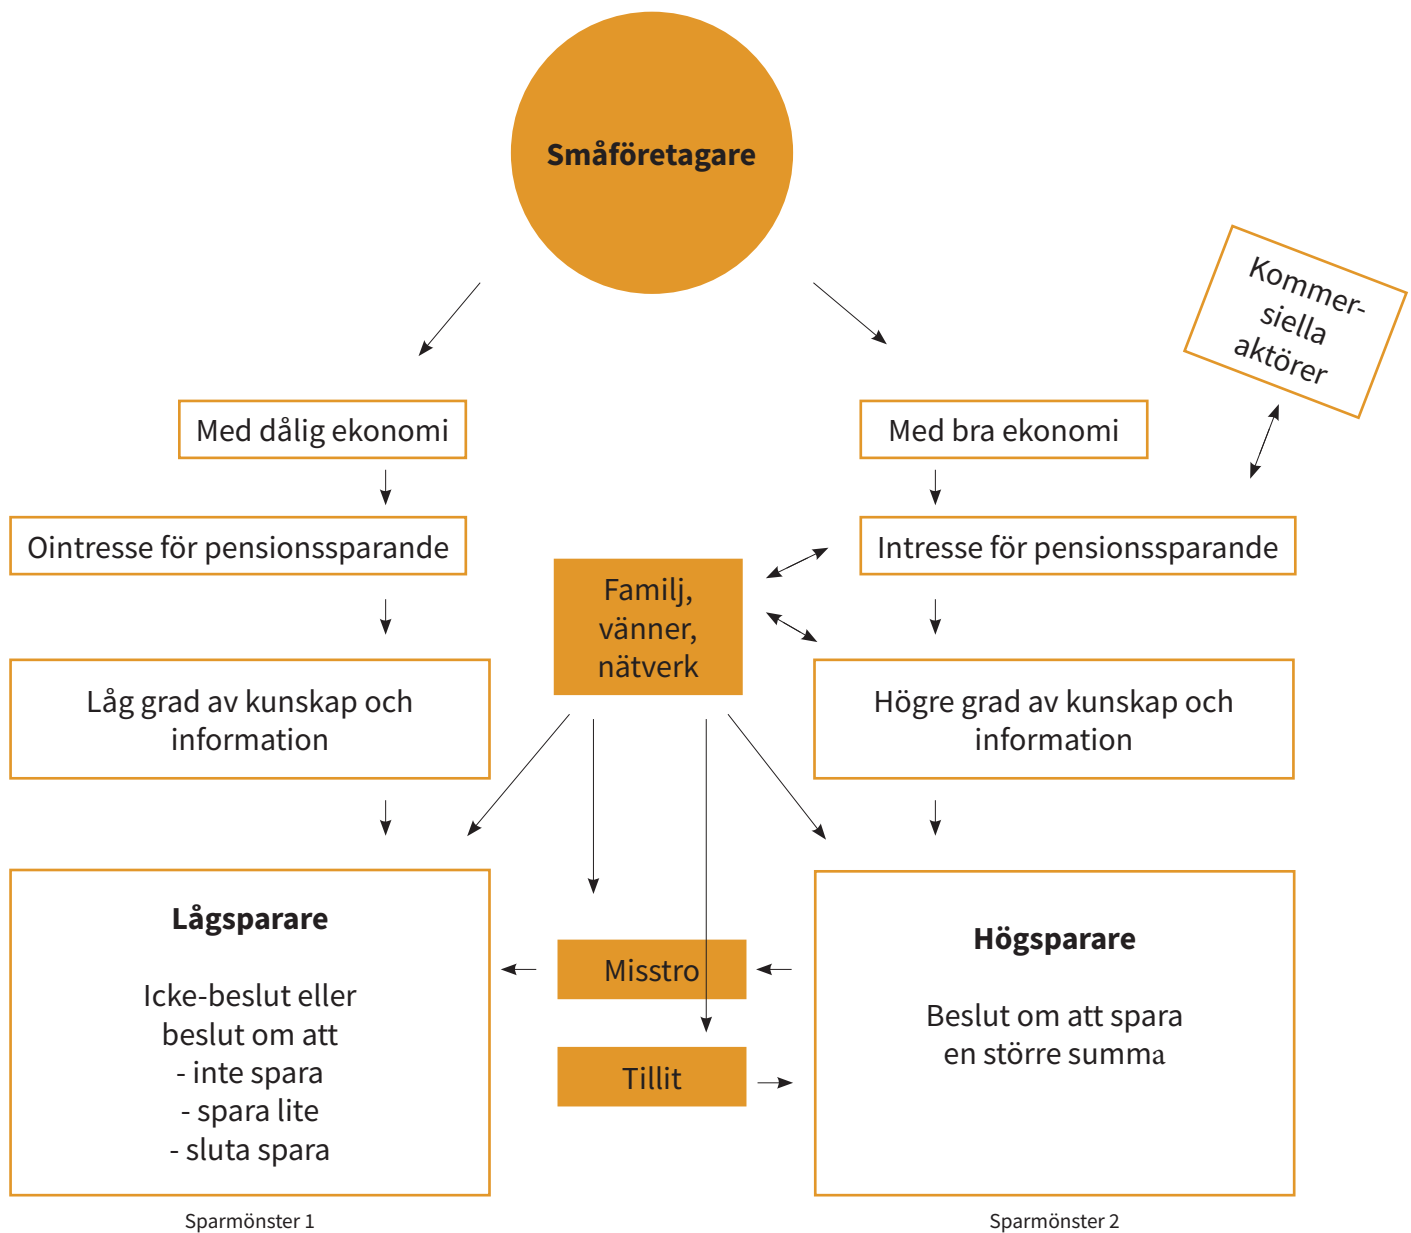 Småföretagare
Kommer-
siella
aktörer
Med dålig ekonomi
Med bra ekonomi
Ointresse för pensionssparande
Intresse för pensionssparande
Familj,
vänner,
nätverk
Låg grad av kunskap och
information
Högre grad av kunskap och
information
Lågsparare
Icke-beslut eller
beslut om att
- inte spara
- spara lite
- sluta spara
Misstro
Tillit
Högsparare
Beslut om att spara
en större summa
Sparmönster 1
Sparmönster 2